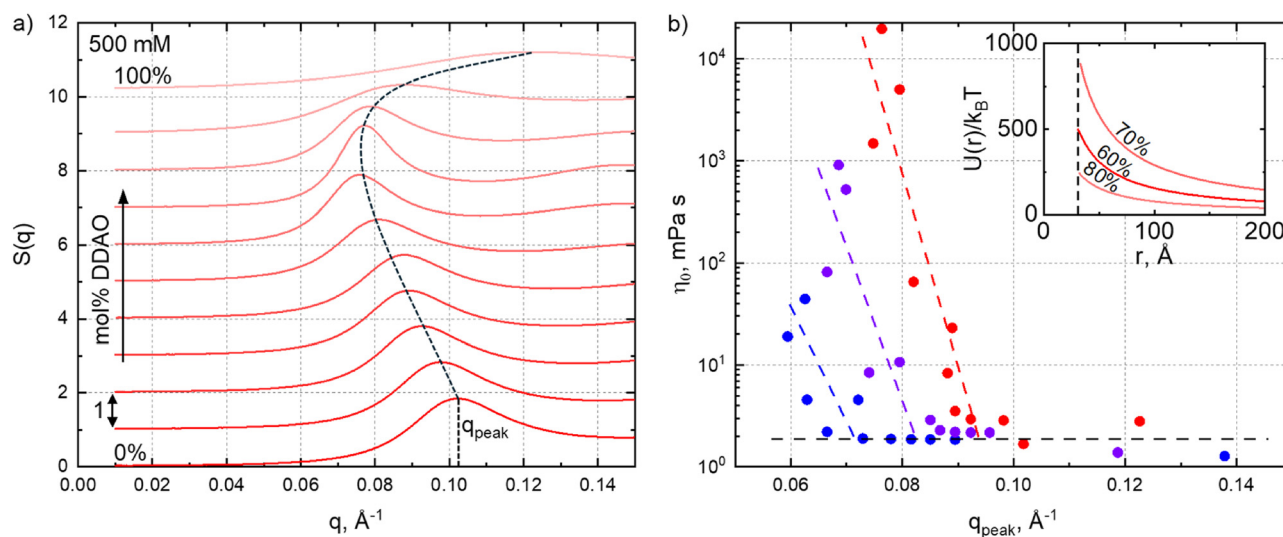 a)
500 mM
100%
mol% DDAO
1
0%
q_peak
S(q)
0
2
4
6
8
10
12
0.00 0.02 0.04 0.06 0.08 0.10 0.12 0.14
q, Å⁻¹
b)
η₀, mPa s
10⁴
10³
10²
10¹
10⁰
0.06 0.08 0.10 0.12 0.14
q_peak, Å⁻¹
U(r)/k_BT
1000
500
0
70%
60%
80%
0 100 200
r, Å